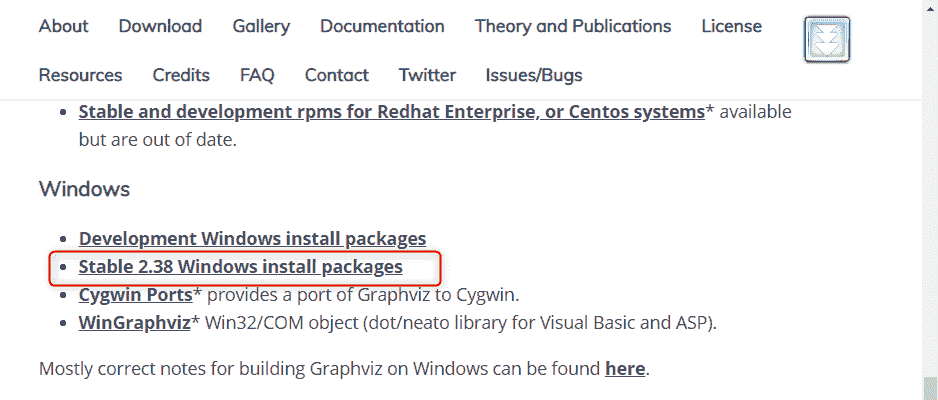 About Download Gallery Documentation Theory and Publications License
Resources Credits FAQ Contact Twitter Issues/Bugs
• Stable and development rpms for Redhat Enterprise, or Centos systems* available
but are out of date.
Windows
• Development Windows install packages
• Stable 2.38 Windows install packages
• Cygwin Ports* provides a port of Graphviz to Cygwin.
• WinGraphviz* Win32/COM object (dot/neato library for Visual Basic and ASP).
Mostly correct notes for building Graphviz on Windows can be found here.